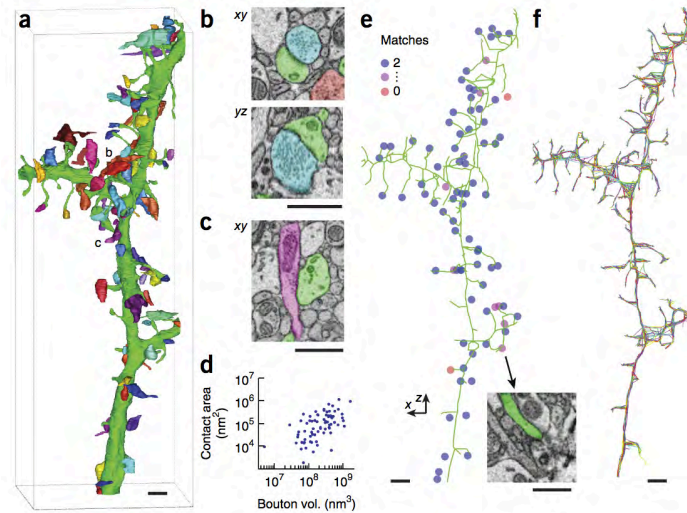 a
b
c
b
xy
yz
c
xy
d
Contact area
(nm²)
10⁷
10⁶
10⁵
10⁴
10⁶ 10⁷ 10⁸ 10⁹
Bouton vol. (nm³)
e
Matches
2
⋮
0
z
x
f